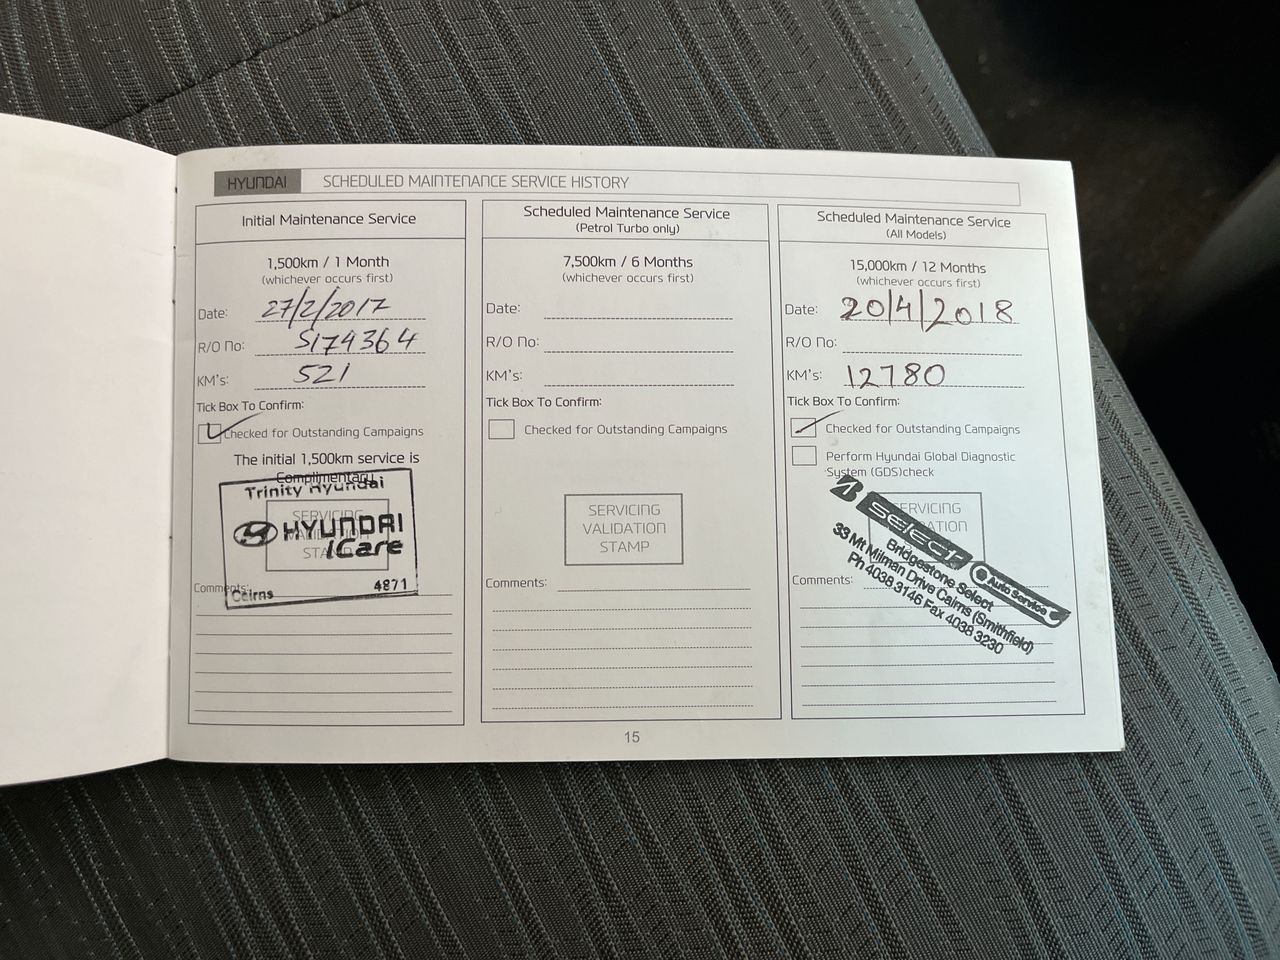 HYUNDAI SCHEDULED MAINTENANCE SERVICE HISTORY
Initial Maintenance Service
1,500km / 1 Month
(whichever occurs first)
Date: 27/2/2017
R/O No: S174364
KM's: 521
Tick Box To Confirm:
Checked for Outstanding Campaigns
The initial 1,500km service is
Complimentary
Trinity Hyundai
SERVICING
VALIDATION
STAMP
HYUNDAI
iCare
Cairns 4871
Comments:
Scheduled Maintenance Service
(Petrol Turbo only)
7,500km / 6 Months
(whichever occurs first)
Date:
R/O No:
KM's:
Tick Box To Confirm:
Checked for Outstanding Campaigns
SERVICING
VALIDATION
STAMP
Comments:
Scheduled Maintenance Service
(All Models)
15,000km / 12 Months
(whichever occurs first)
Date: 20/4/2018
R/O No:
KM's: 12780
Tick Box To Confirm:
Checked for Outstanding Campaigns
Perform Hyundai Global Diagnostic
System (GDS)check
SERVICING
VALIDATION
B select
Auto Service
Bridgestone Select
33 Mt Milman Drive Cairns (Smithfield)
Ph 4038 3146 Fax 4038 3230
Comments:
15